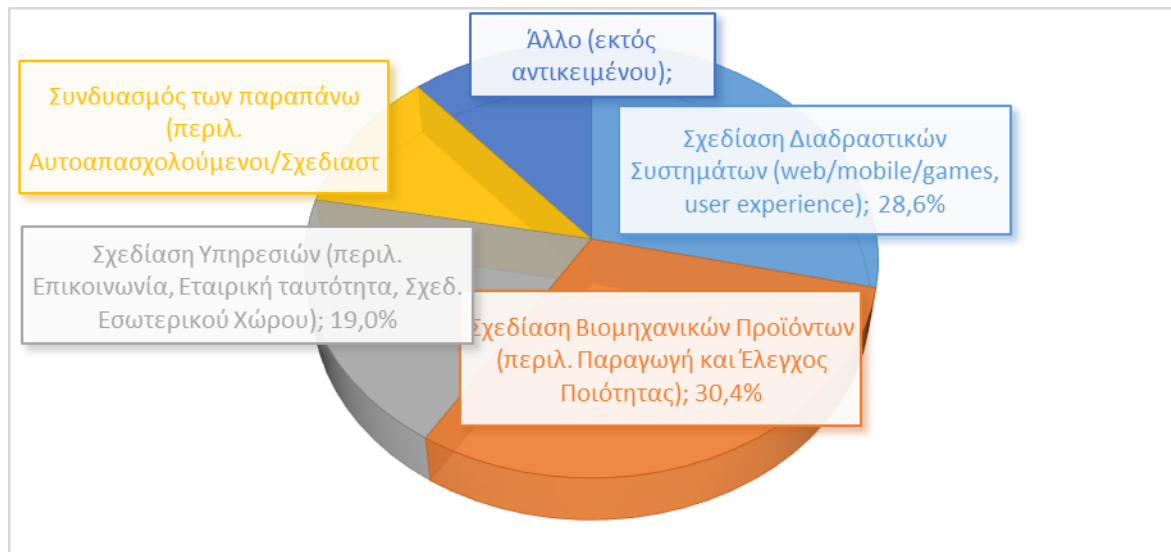 Άλλο (εκτός
αντικειμένου);
Συνδυασμός των παραπάνω
(περιλ.
Αυτοαπασχολούμενοι/Σχεδιαστ
Σχεδίαση Διαδραστικών
Συστημάτων (web/mobile/games,
user experience); 28,6%
Σχεδίαση Υπηρεσιών (περιλ.
Επικοινωνία, Εταιρική ταυτότητα, Σχεδ.
Εσωτερικού Χώρου); 19,0%
Σχεδίαση Βιομηχανικών Προϊόντων
(περιλ. Παραγωγή και Έλεγχος
Ποιότητας); 30,4%